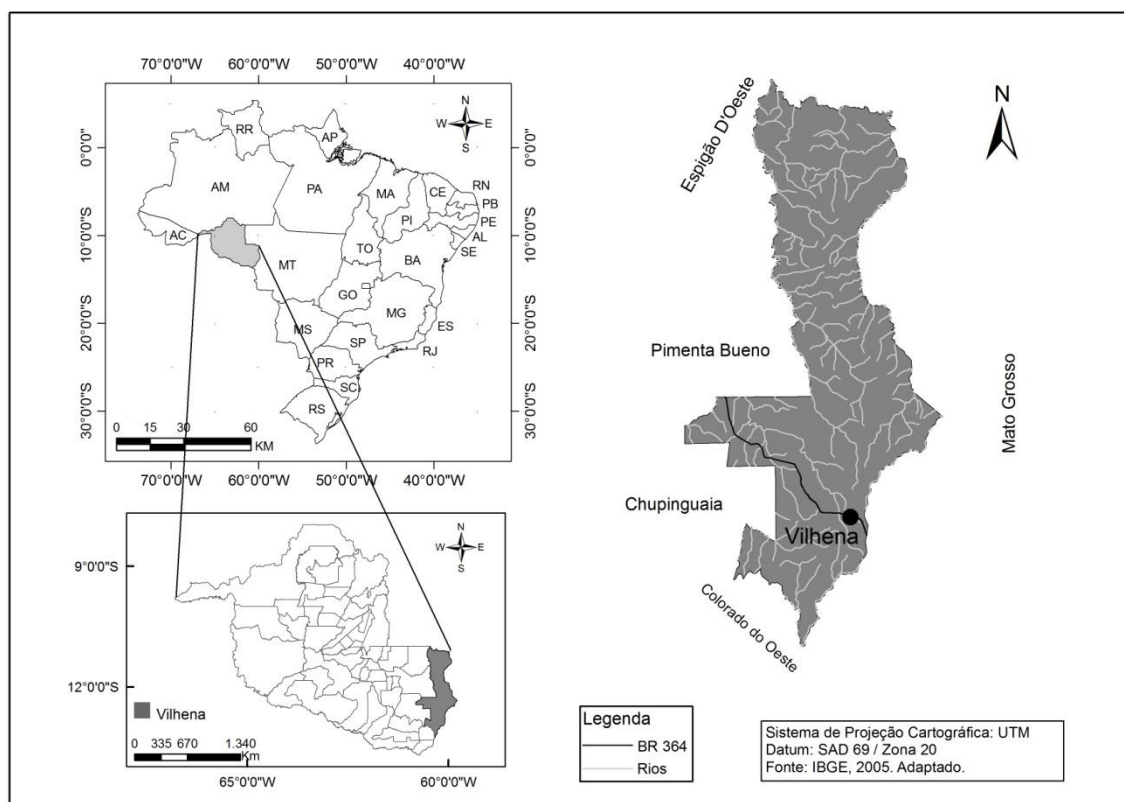 70°0'0"W 60°0'0"W 50°0'0"W 40°0'0"W
N
W E
S
0°0'0"
10°0'0"S
20°0'0"S
30°0'0"S
0°0'0"
10°0'0"S
20°0'0"S
30°0'0"S
RR
AP
AM
PA
MA
CE
RN
PB
PE
AL
SE
PI
AC
TO
BA
MT
GO
MG
ES
MS
SP
RJ
PR
SC
RS
0 15 30 60
KM
70°0'0"W 60°0'0"W 50°0'0"W 40°0'0"W
N
W E
S
9°0'0"S
12°0'0"S
Vilhena
0 335 670 1.340
Km
65°0'0"W 60°0'0"W
N
Espigão D'Oeste
Pimenta Bueno
Mato Grosso
Chupinguaia
Vilhena
Colorado do Oeste
Legenda
BR 364
Rios
Sistema de Projeção Cartográfica: UTM
Datum: SAD 69 / Zona 20
Fonte: IBGE, 2005. Adaptado.